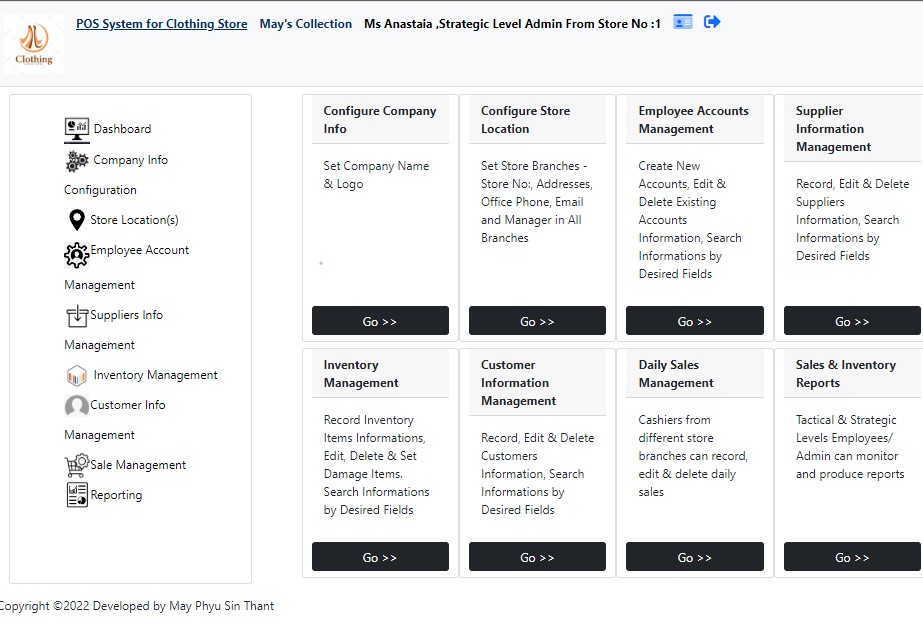 Clothing
POS System for Clothing Store May's Collection Ms Anastaia ,Strategic Level Admin From Store No :1
Dashboard
Company Info
Configuration
Store Location(s)
Employee Account
Management
Suppliers Info
Management
Inventory Management
Customer Info
Management
Sale Management
Reporting
Configure Company
Info
Set Company Name
& Logo
Go >>
Configure Store
Location
Set Store Branches -
Store No:, Addresses,
Office Phone, Email
and Manager in All
Branches
Go >>
Employee Accounts
Management
Create New
Accounts, Edit &
Delete Existing
Accounts
Information, Search
Informations by
Desired Fields
Go >>
Supplier
Information
Management
Record, Edit & Delete
Suppliers
Information, Search
Informations by
Desired Fields
Go >>
Inventory
Management
Record Inventory
Items Informations,
Edit, Delete & Set
Damage Items.
Search Informations
by Desired Fields
Go >>
Customer
Information
Management
Record, Edit & Delete
Customers
Information, Search
Informations by
Desired Fields
Go >>
Daily Sales
Management
Cashiers from
different store
branches can record,
edit & delete daily
sales
Go >>
Sales & Inventory
Reports
Tactical & Strategic
Levels Employees/
Admin can monitor
and produce reports
Go >>
Copyright ©2022 Developed by May Phyu Sin Thant